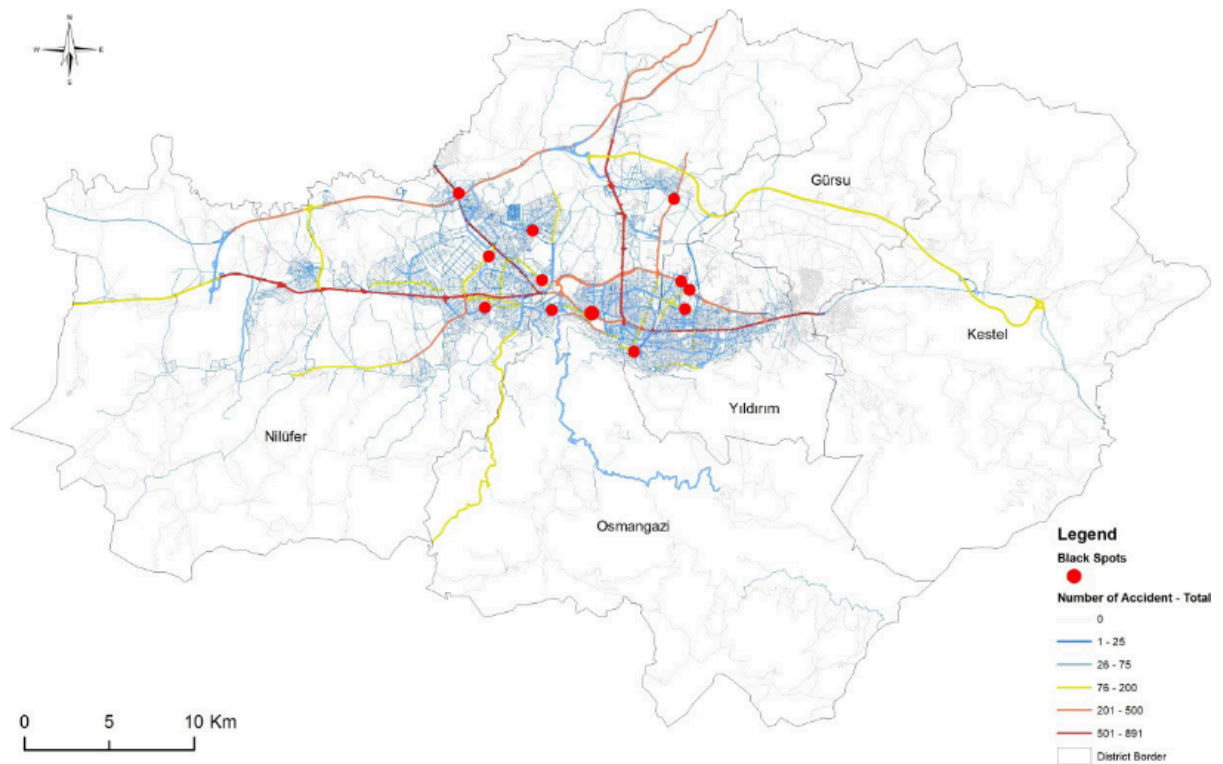 N
W E
S
Gürsu
Kestel
Yıldırım
Nilüfer
Osmangazi
Legend
Black Spots
Number of Accident - Total
0
1 - 25
26 - 75
76 - 200
201 - 500
501 - 891
District Border
0 5 10 Km